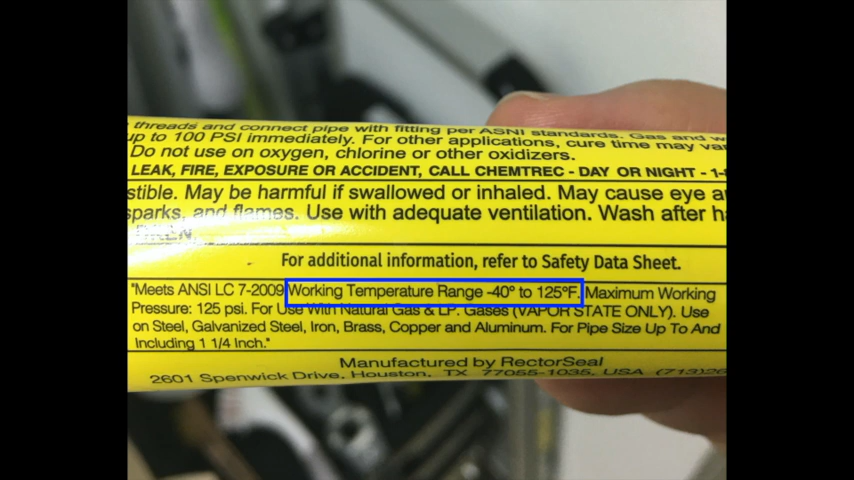 threads and connect pipe with fitting per ASNI standards. Gas and w
up to 100 PSI immediately. For other applications, cure time may var
Do not use on oxygen, chlorine or other oxidizers.
LEAK, FIRE, EXPOSURE OR ACCIDENT, CALL CHEMTREC - DAY OR NIGHT - 1-
stible. May be harmful if swallowed or inhaled. May cause eye a
sparks, and flames. Use with adequate ventilation. Wash after h
For additional information, refer to Safety Data Sheet.
"Meets ANSI LC 7-2009 Working Temperature Range -40° to 125°F. Maximum Working
Pressure: 125 psi. For Use With Natural Gas & LP. Gases (VAPOR STATE ONLY). Use
on Steel, Galvanized Steel, Iron, Brass, Copper and Aluminum. For Pipe Size Up To And
Including 1 1/4 Inch."
Manufactured by RectorSeal
2601 Spenwick Drive, Houston, TX 77055-1035, USA (713)26